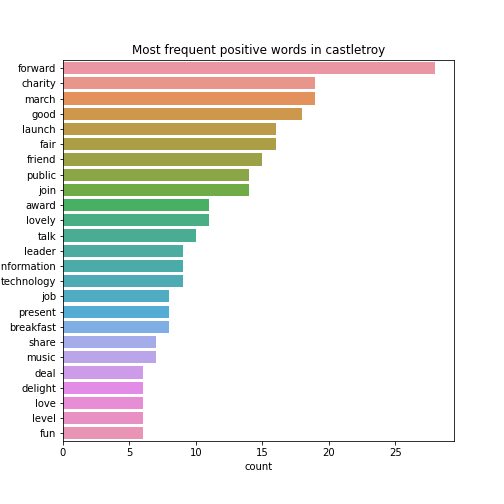 Most frequent positive words in castletroy
forward
charity
march
good
launch
fair
friend
public
join
award
lovely
talk
leader
nformation
technology
job
present
breakfast
share
music
deal
delight
love
level
fun
0 5 10 15 20 25
count